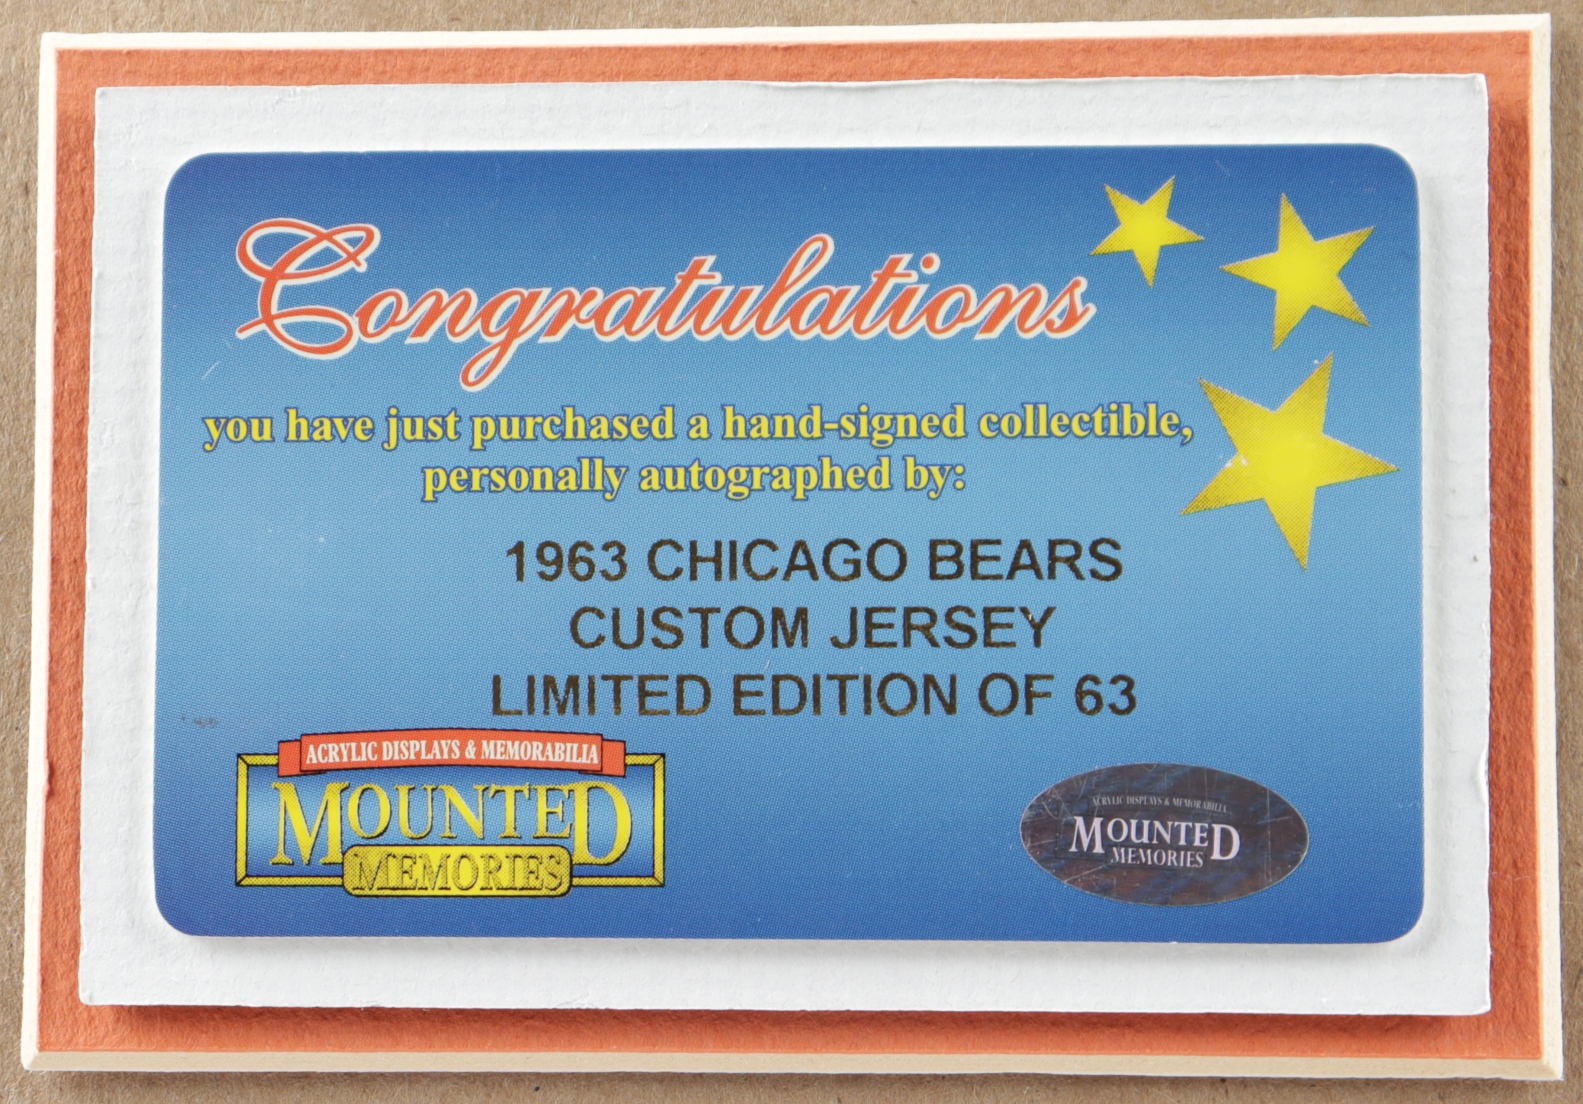 Congratulations
you have just purchased a hand-signed collectible,
personally autographed by:
1963 CHICAGO BEARS
CUSTOM JERSEY
LIMITED EDITION OF 63
ACRYLIC DISPLAYS & MEMORABILIA
MOUNTED
MEMORIES
ACRYLIC DISPLAYS & MEMORABILIA
MOUNTED
MEMORIES